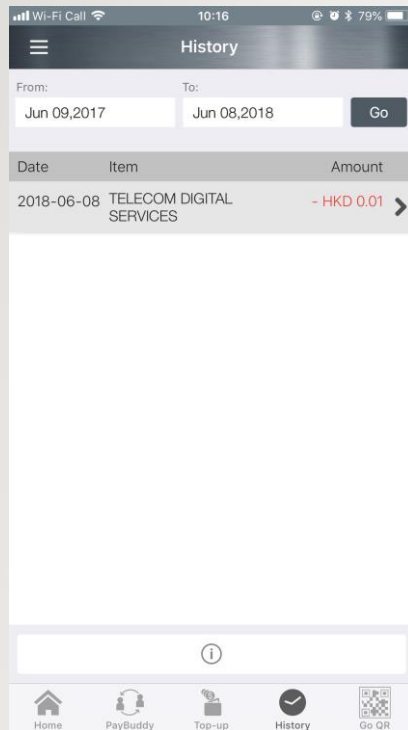 Wi-Fi Call 10:16 79%
History
From: To:
Jun 09,2017 Jun 08,2018 Go
Date Item Amount
2018-06-08 TELECOM DIGITAL - HKD 0.01
SERVICES
Home PayBuddy Top-up History Go QR